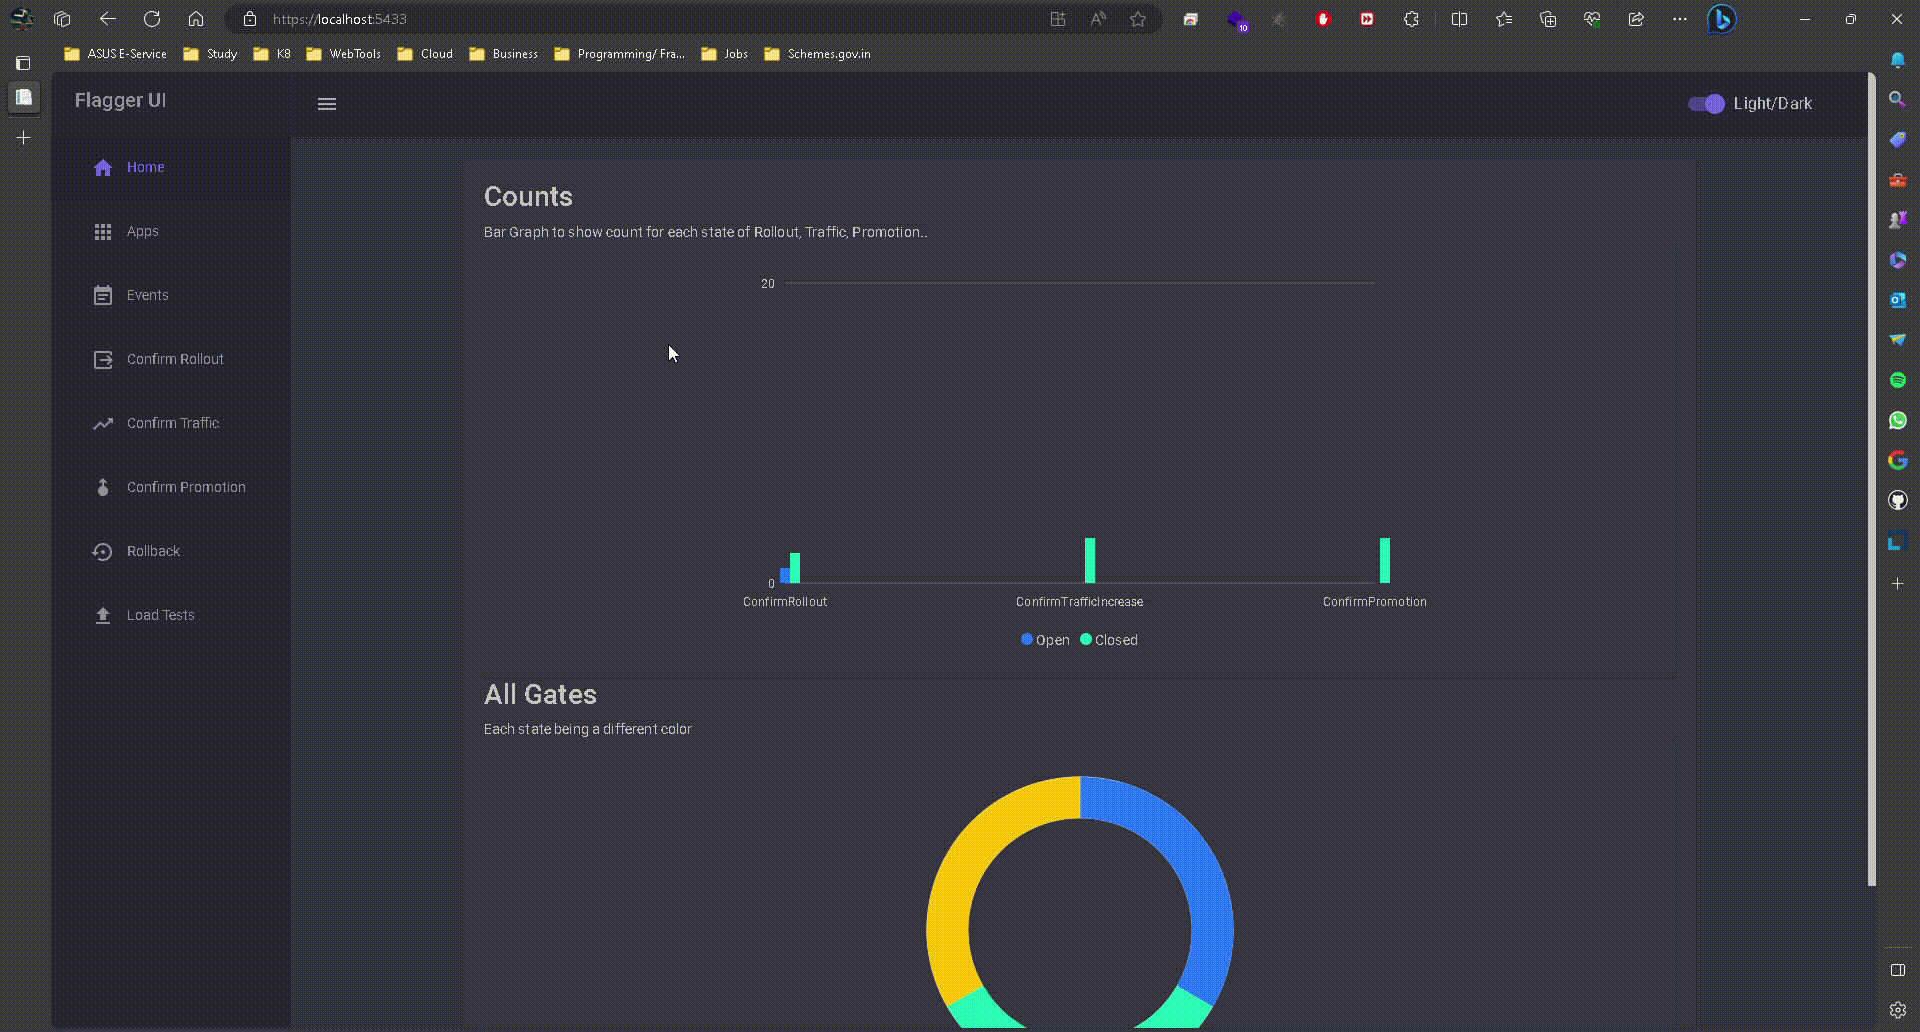 https://localhost:5433
10
ASUS E-Service
Study
K8
WebTools
Cloud
Business
Programming/ Fra...
Jobs
Schemes.gov.in
Flagger UI
Light/Dark
Home
Apps
Events
Confirm Rollout
Confirm Traffic
Confirm Promotion
Rollback
Load Tests
Counts
Bar Graph to show count for each state of Rollout, Traffic, Promotion..
20
0
ConfirmRollout
ConfirmTrafficIncrease
ConfirmPromotion
Open
Closed
All Gates
Each state being a different color